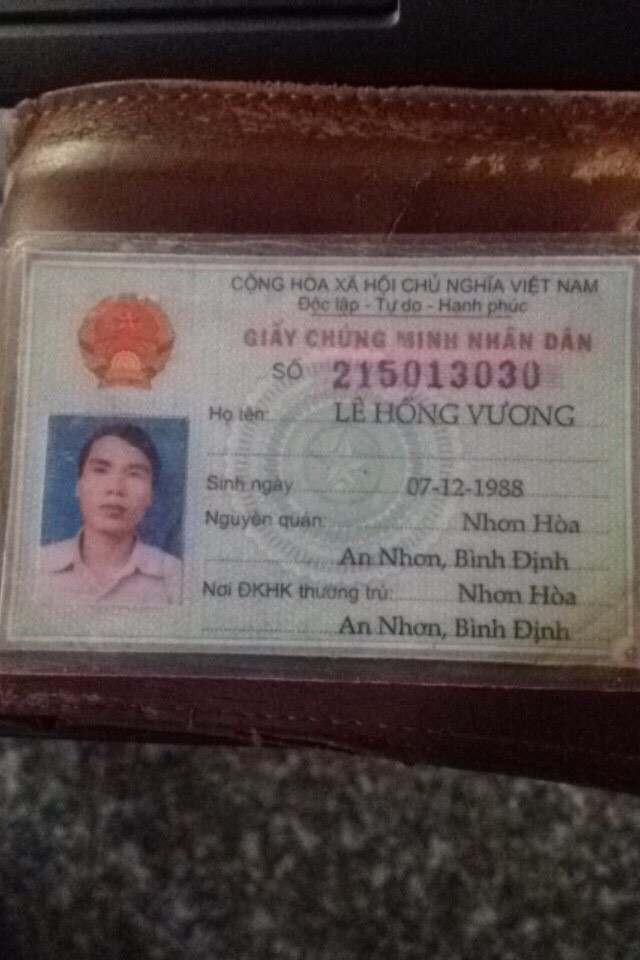 CỘNG HÒA XÃ HỘI CHỦ NGHĨA VIỆT NAM
Độc lập - Tự do - Hạnh phúc
GIẤY CHỨNG MINH NHÂN DÂN
SỐ 215013030
Họ tên: LÊ HỒNG VƯƠNG
Sinh ngày 07-12-1988
Nguyên quán: Nhơn Hòa
An Nhơn, Bình Định
Nơi ĐKHK thường trú: Nhơn Hòa
An Nhơn, Bình Định